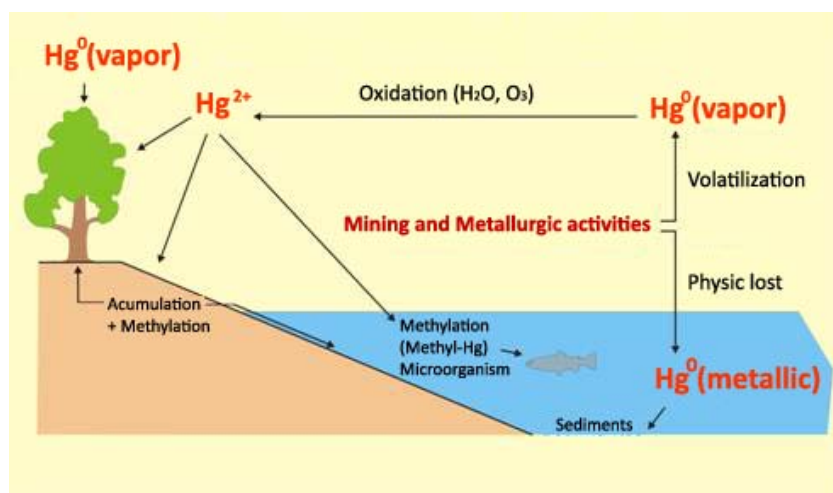 Hg⁰(vapor)
Hg²⁺
Oxidation (H₂O, O₃)
Hg⁰(vapor)
Volatilization
Mining and Metallurgic activities
Physic lost
Acumulation
+ Methylation
Methylation
(Methyl-Hg)
Microorganism
Hg⁰(metallic)
Sediments